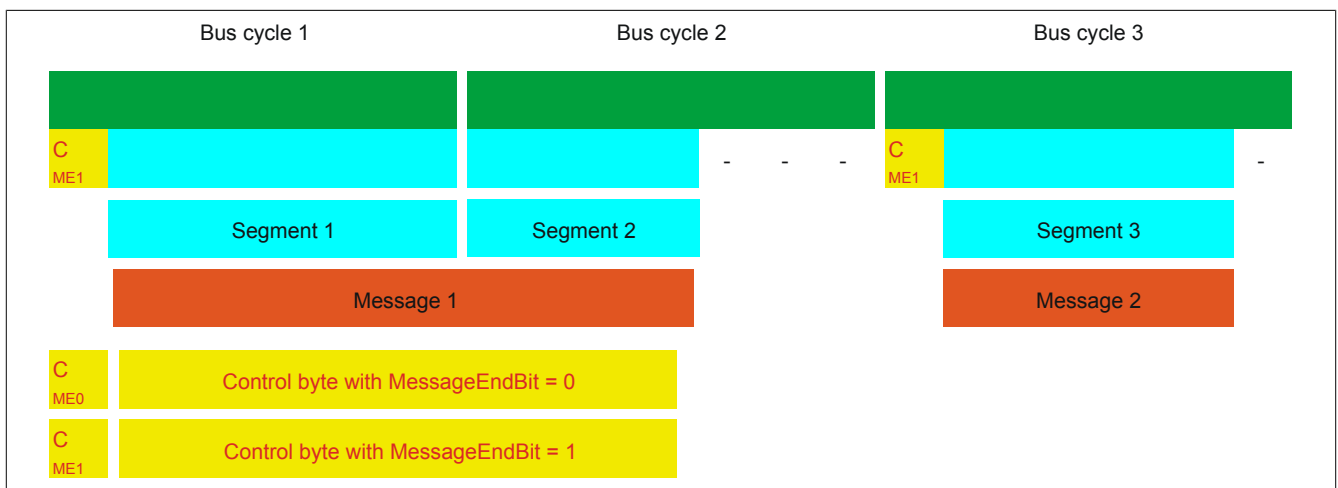 Bus cycle 1 Bus cycle 2 Bus cycle 3
C
ME1
- - -
C
ME1
-
Segment 1 Segment 2 Segment 3
Message 1 Message 2
C
ME0
Control byte with MessageEndBit = 0
C
ME1
Control byte with MessageEndBit = 1